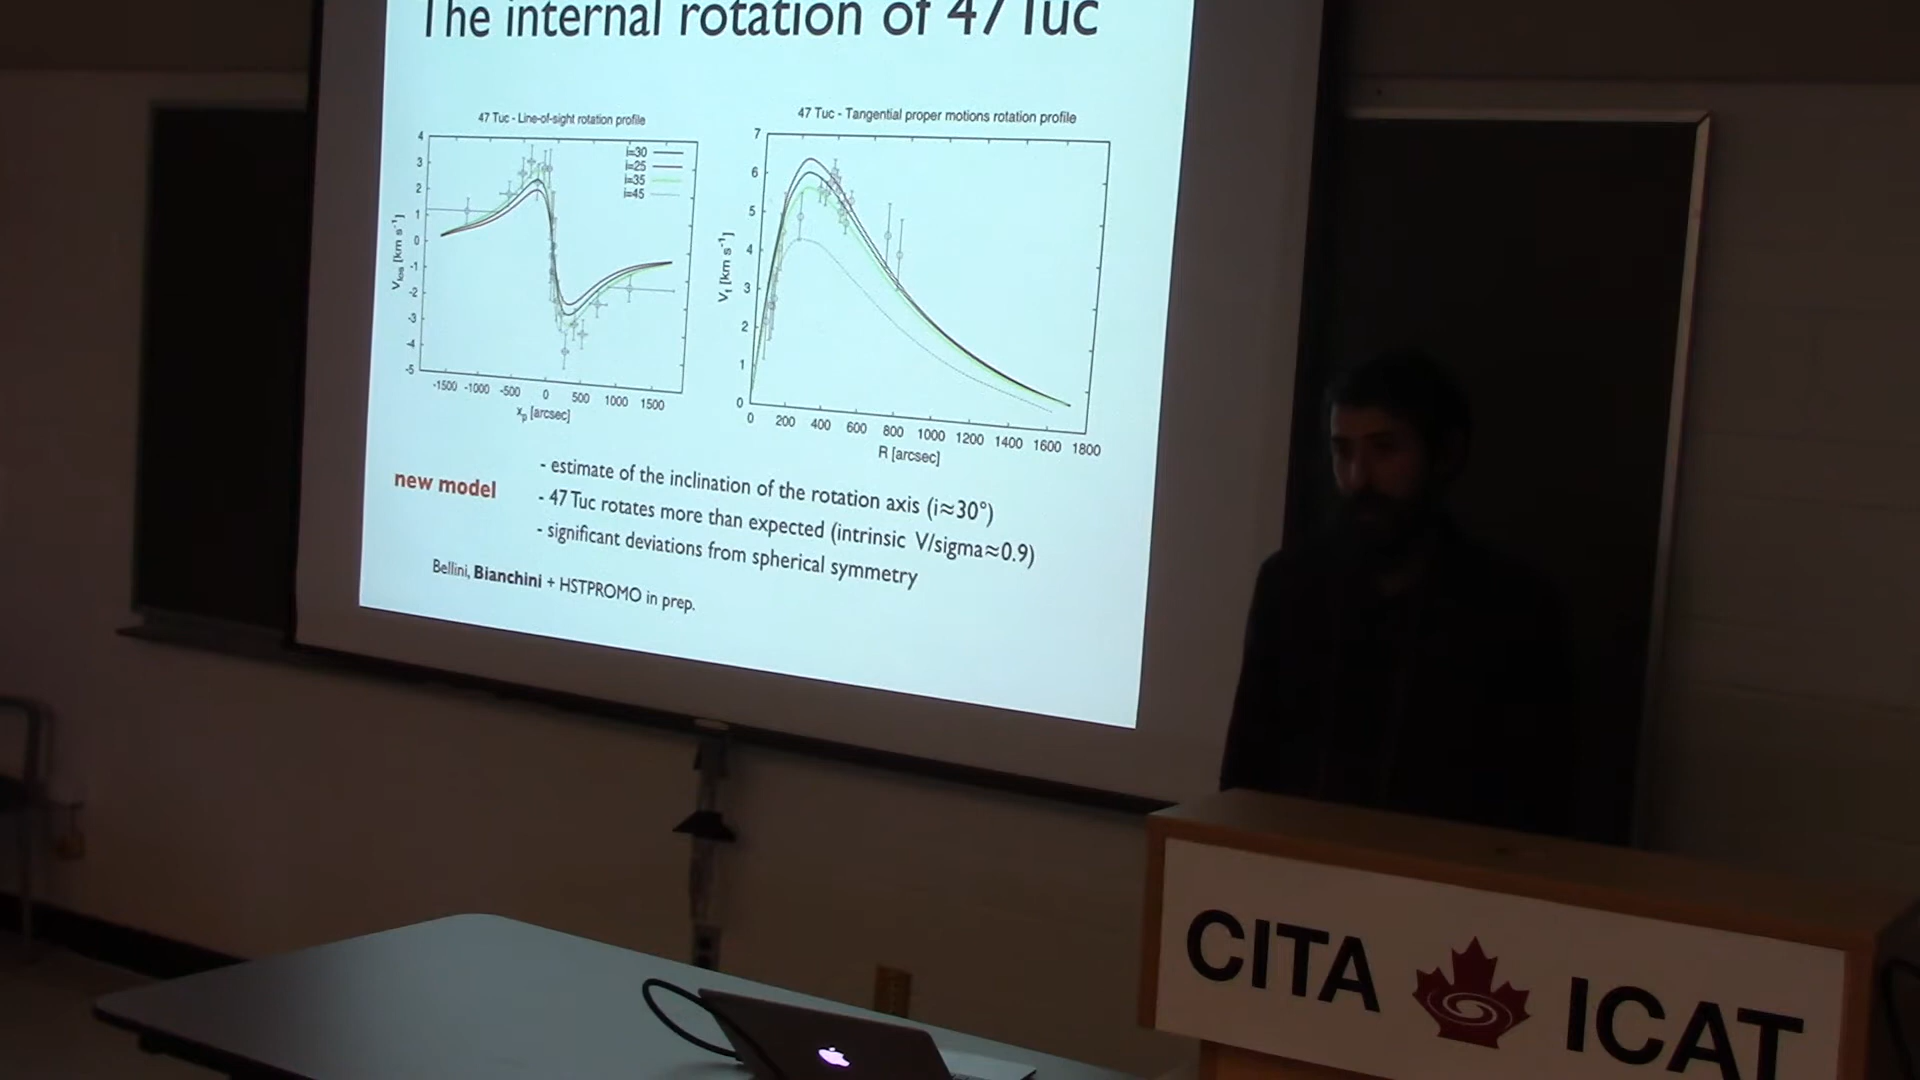 The internal rotation of 47 Tuc
47 Tuc - Line-of-sight rotation profile
i=30
i=25
i=35
i=45
4
3
2
1
0
-1
-2
-3
-4
-5
Vlos [km s-1]
-1500 -1000 -500 0 500 1000 1500
xp [arcsec]
47 Tuc - Tangential proper motions rotation profile
7
6
5
4
3
2
1
0
Vt [km s-1]
0 200 400 600 800 1000 1200 1400 1600 1800
R [arcsec]
new model
- estimate of the inclination of the rotation axis (i≈30°)
- 47 Tuc rotates more than expected (intrinsic V/sigma≈0.9)
- significant deviations from spherical symmetry
Bellini, Bianchini + HSTPROMO in prep.
CITA ICAT